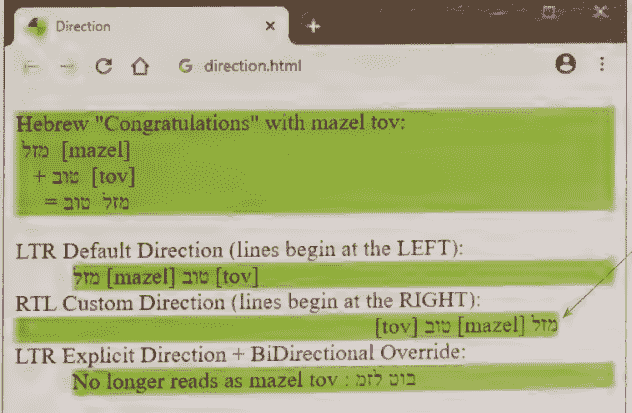 Direction
direction.html
Hebrew "Congratulations" with mazel tov:
מזל [mazel]
+ טוב [tov]
= מזל טוב
LTR Default Direction (lines begin at the LEFT):
מזל [mazel] טוב [tov]
RTL Custom Direction (lines begin at the RIGHT):
מזל [mazel] טוב [tov]
LTR Explicit Direction + BiDirectional Override:
No longer reads as mazel tov : בוט לזמ